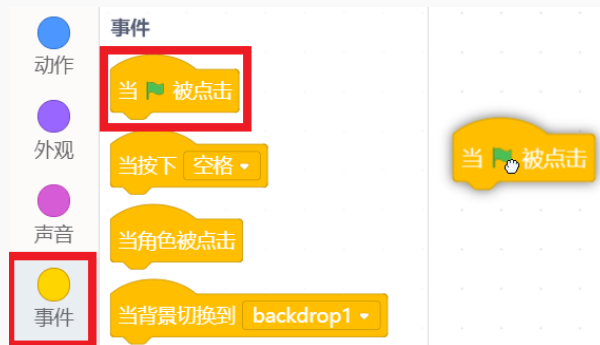 动作
外观
声音
事件
事件
当 被点击
当按下 空格
当角色被点击
当背景切换到 backdrop1
当 被点击